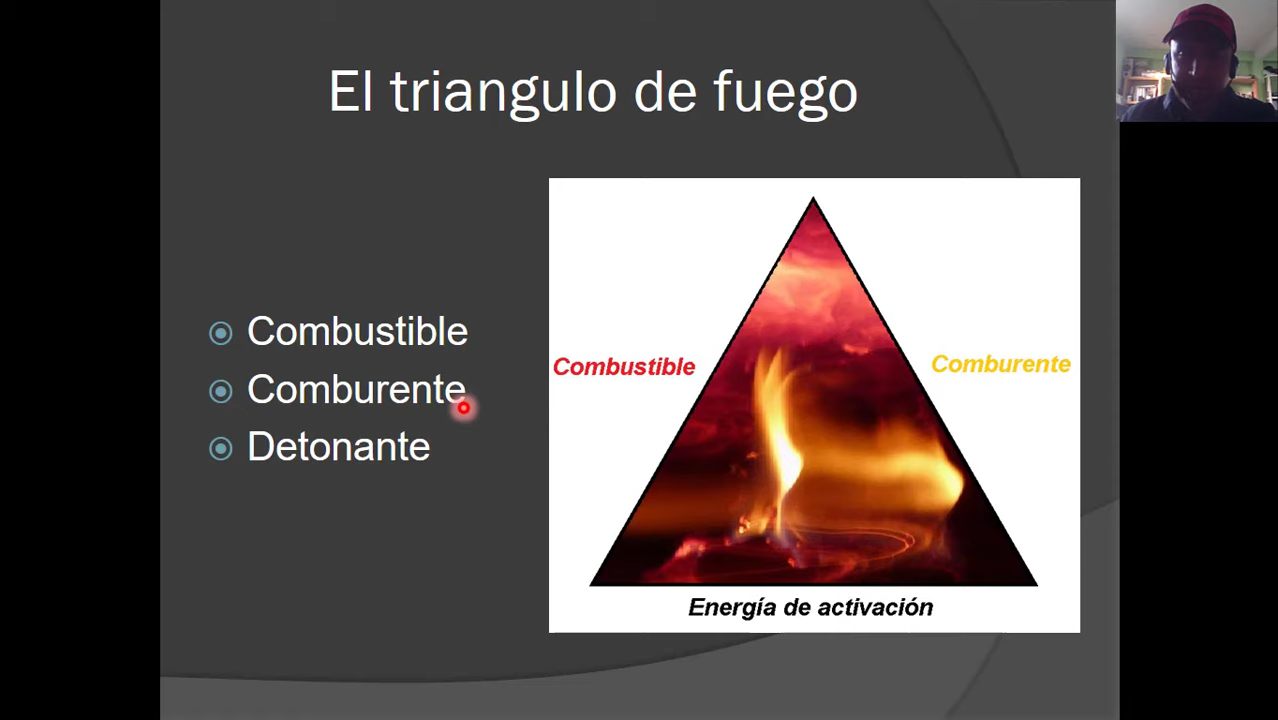 El triangulo de fuego
Combustible
Comburente
Detonante
Combustible
Comburente
Energía de activación